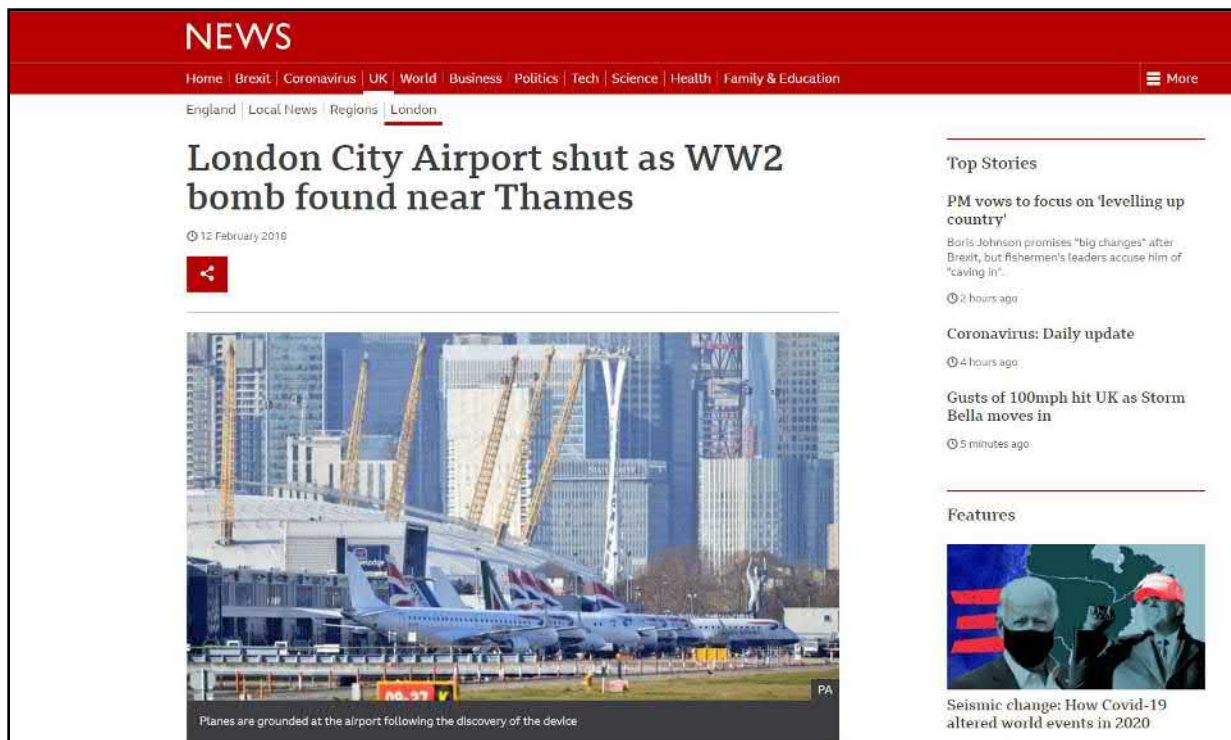 NEWS
Home Brexit Coronavirus UK World Business Politics Tech Science Health Family & Education
More
England Local News Regions London
London City Airport shut as WW2
bomb found near Thames
12 February 2018
PA
Planes are grounded at the airport following the discovery of the device
09-27 K
Top Stories
PM vows to focus on 'levelling up
country'
Boris Johnson promises "big changes" after
Brexit, but fishermen's leaders accuse him of
"caving in".
2 hours ago
Coronavirus: Daily update
4 hours ago
Gusts of 100mph hit UK as Storm
Bella moves in
5 minutes ago
Features
Seismic change: How Covid-19
altered world events in 2020